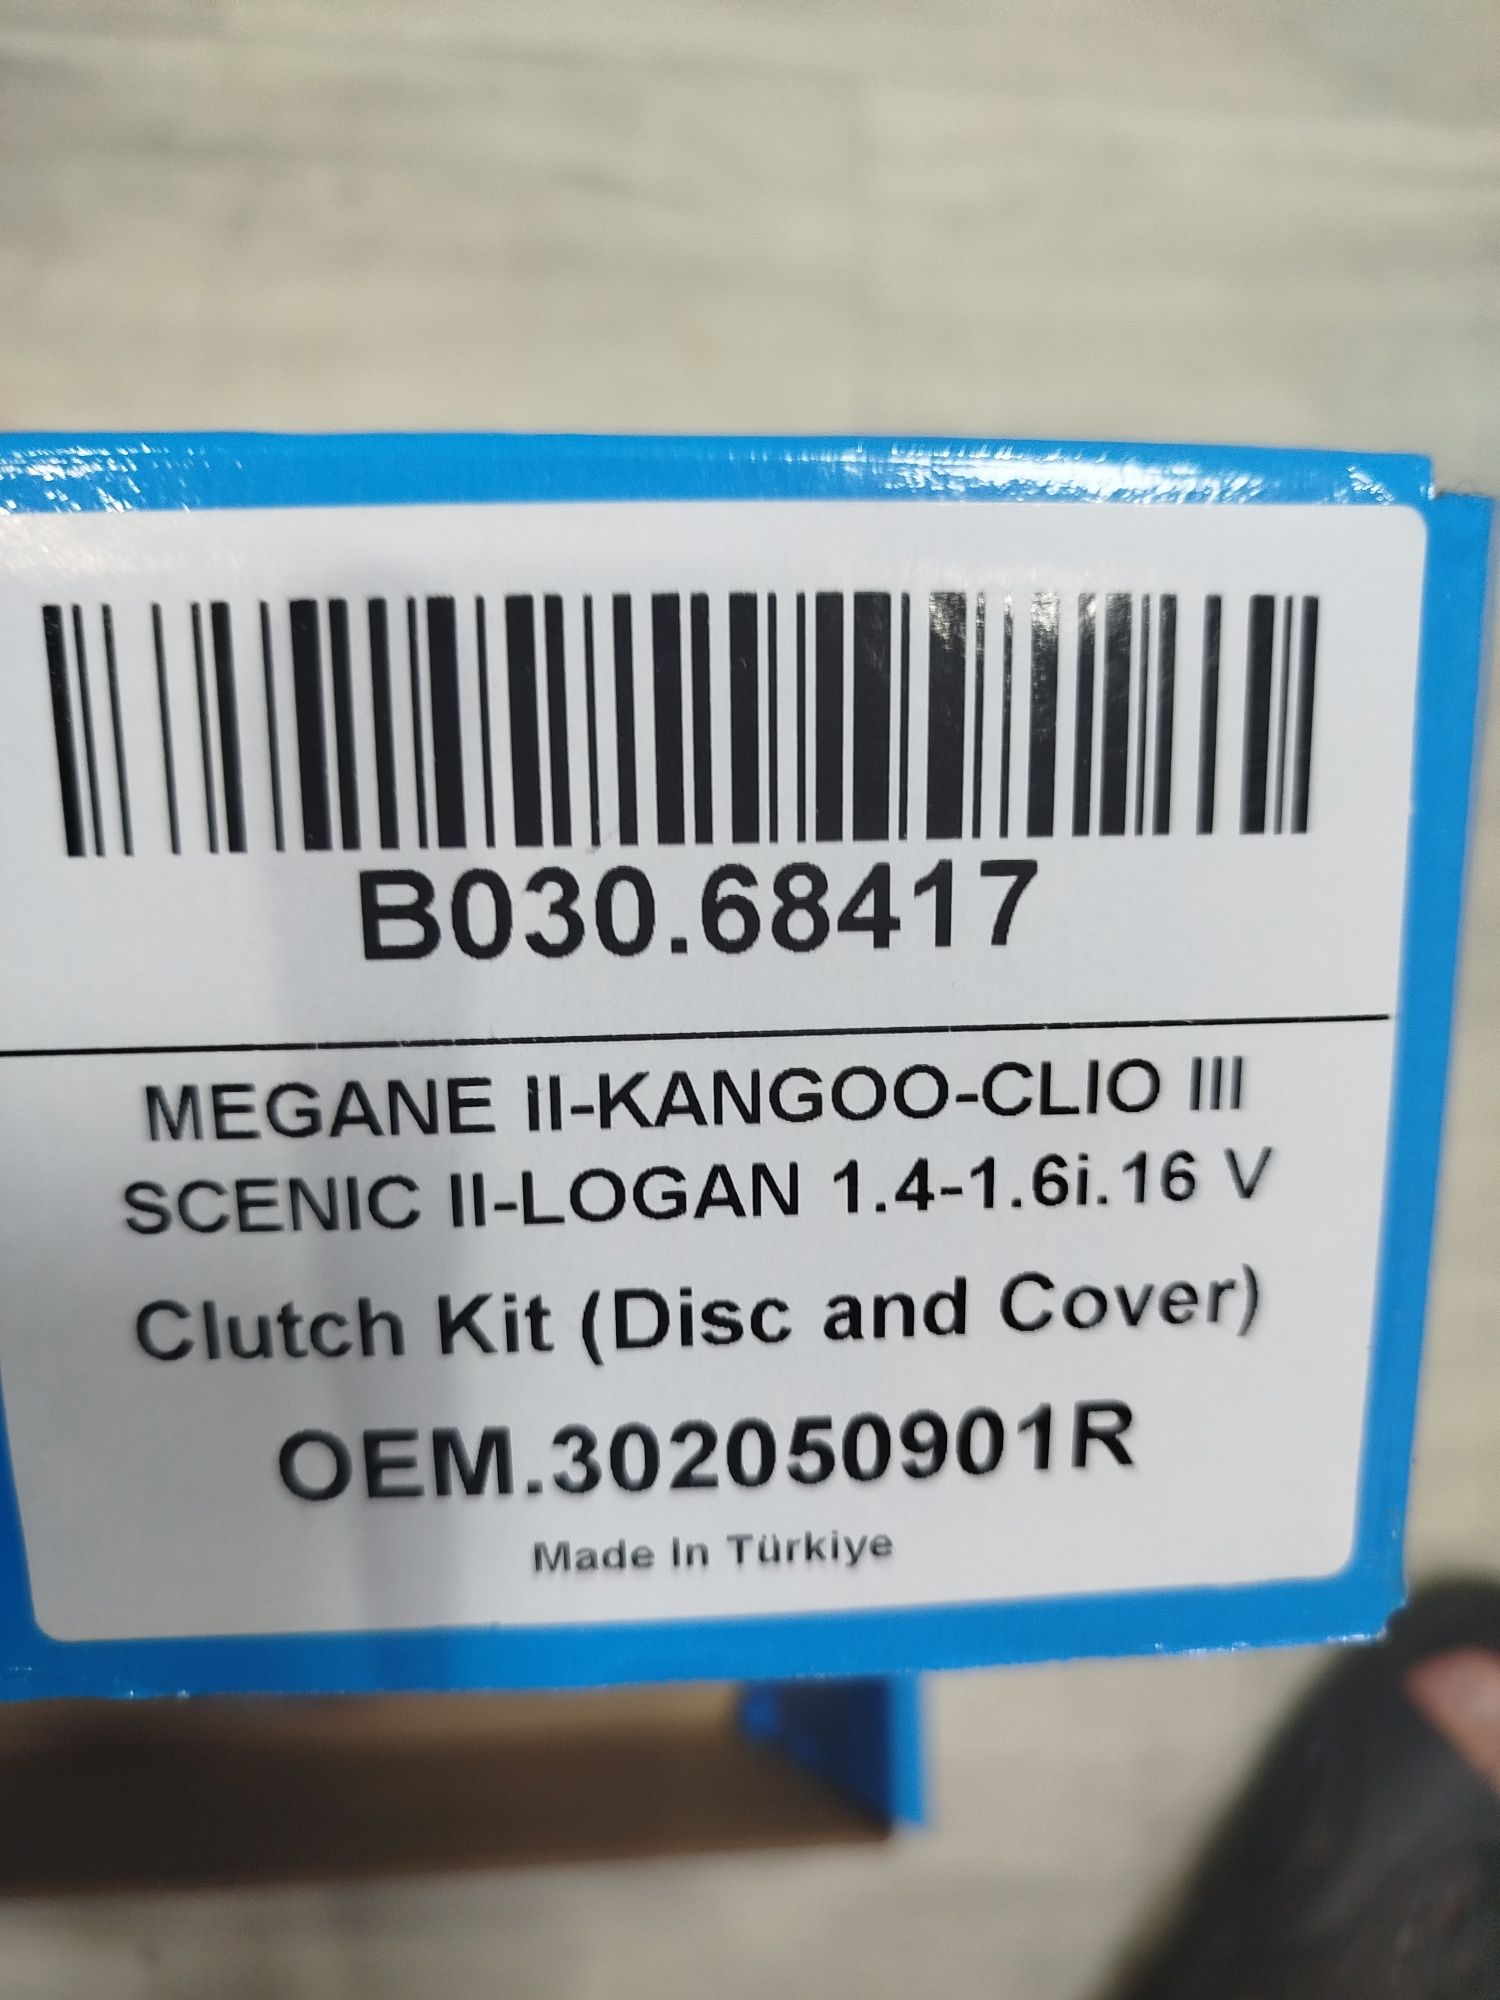 B030.68417
MEGANE II-KANGOO-CLIO III
SCENIC II-LOGAN 1.4-1.6i.16 V
Clutch Kit (Disc and Cover)
OEM.302050901R
Made In Türkiye